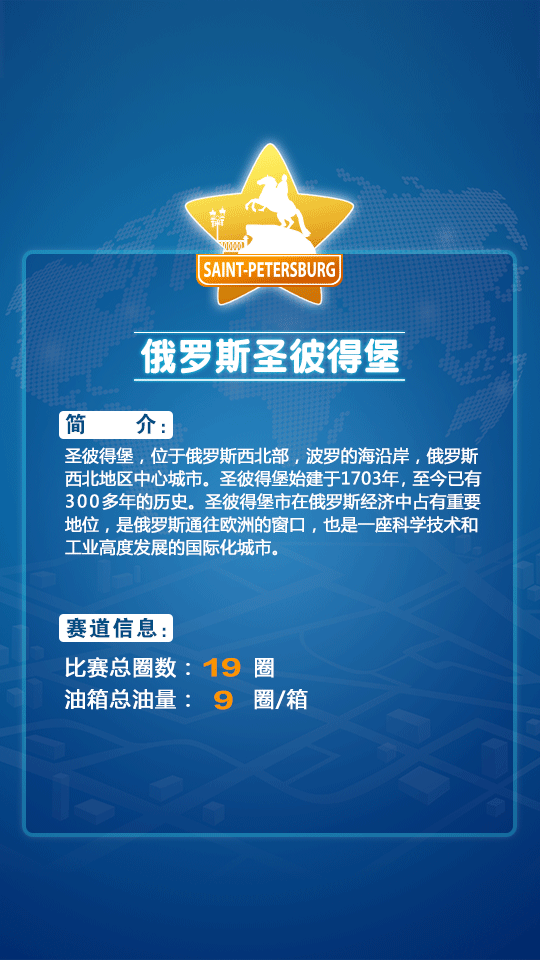 SAINT-PETERSBURG
俄罗斯圣彼得堡
简 介:
圣彼得堡，位于俄罗斯西北部，波罗的海沿岸，俄罗斯
西北地区中心城市。圣彼得堡始建于1703年，至今已有
300多年的历史。圣彼得堡市在俄罗斯经济中占有重要
地位，是俄罗斯通往欧洲的窗口，也是一座科学技术和
工业高度发展的国际化城市。
赛道信息:
比赛总圈数：19 圈
油箱总油量：9 圈/箱